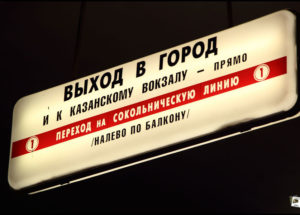 ВЫХОД В ГОРОД
И К КАЗАНСКОМУ ВОКЗАЛУ – ПРЯМО
1 ПЕРЕХОД НА СОКОЛЬНИЧЕСКУЮ ЛИНИЮ 1
/НАЛЕВО ПО БАЛКОНУ/